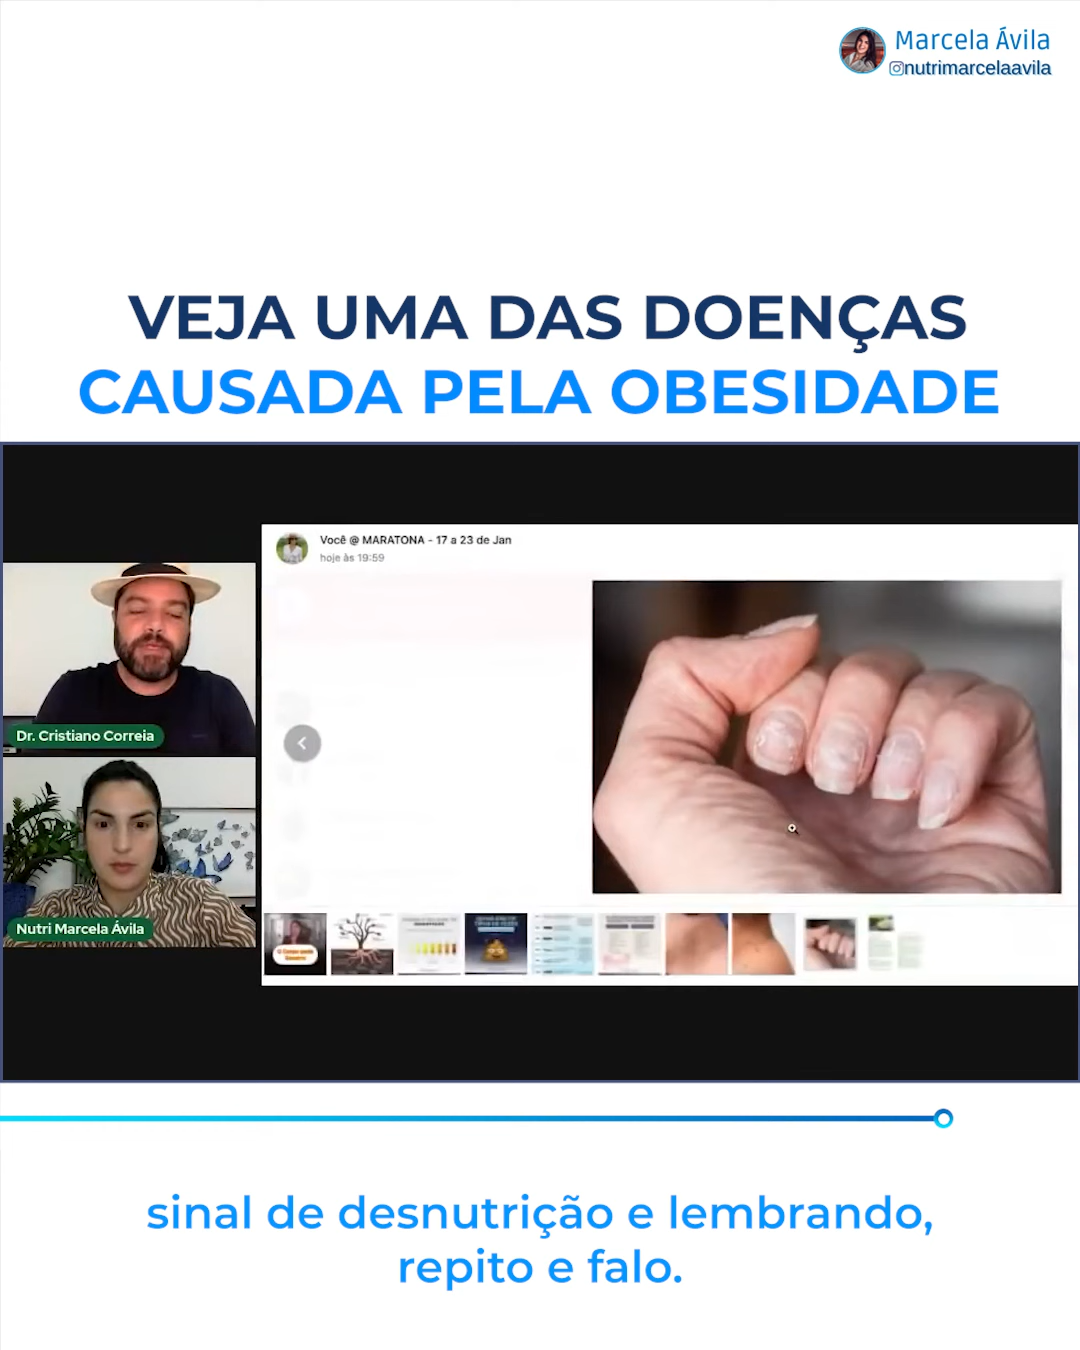 Marcela Ávila
nutrimarcelaavila
VEJA UMA DAS DOENÇAS
CAUSADA PELA OBESIDADE
Você @ MARATONA - 17 a 23 de Jan
hoje às 19:59
Dr. Cristiano Correia
Nutri Marcela Ávila
sinal de desnutrição e lembrando,
repito e falo.